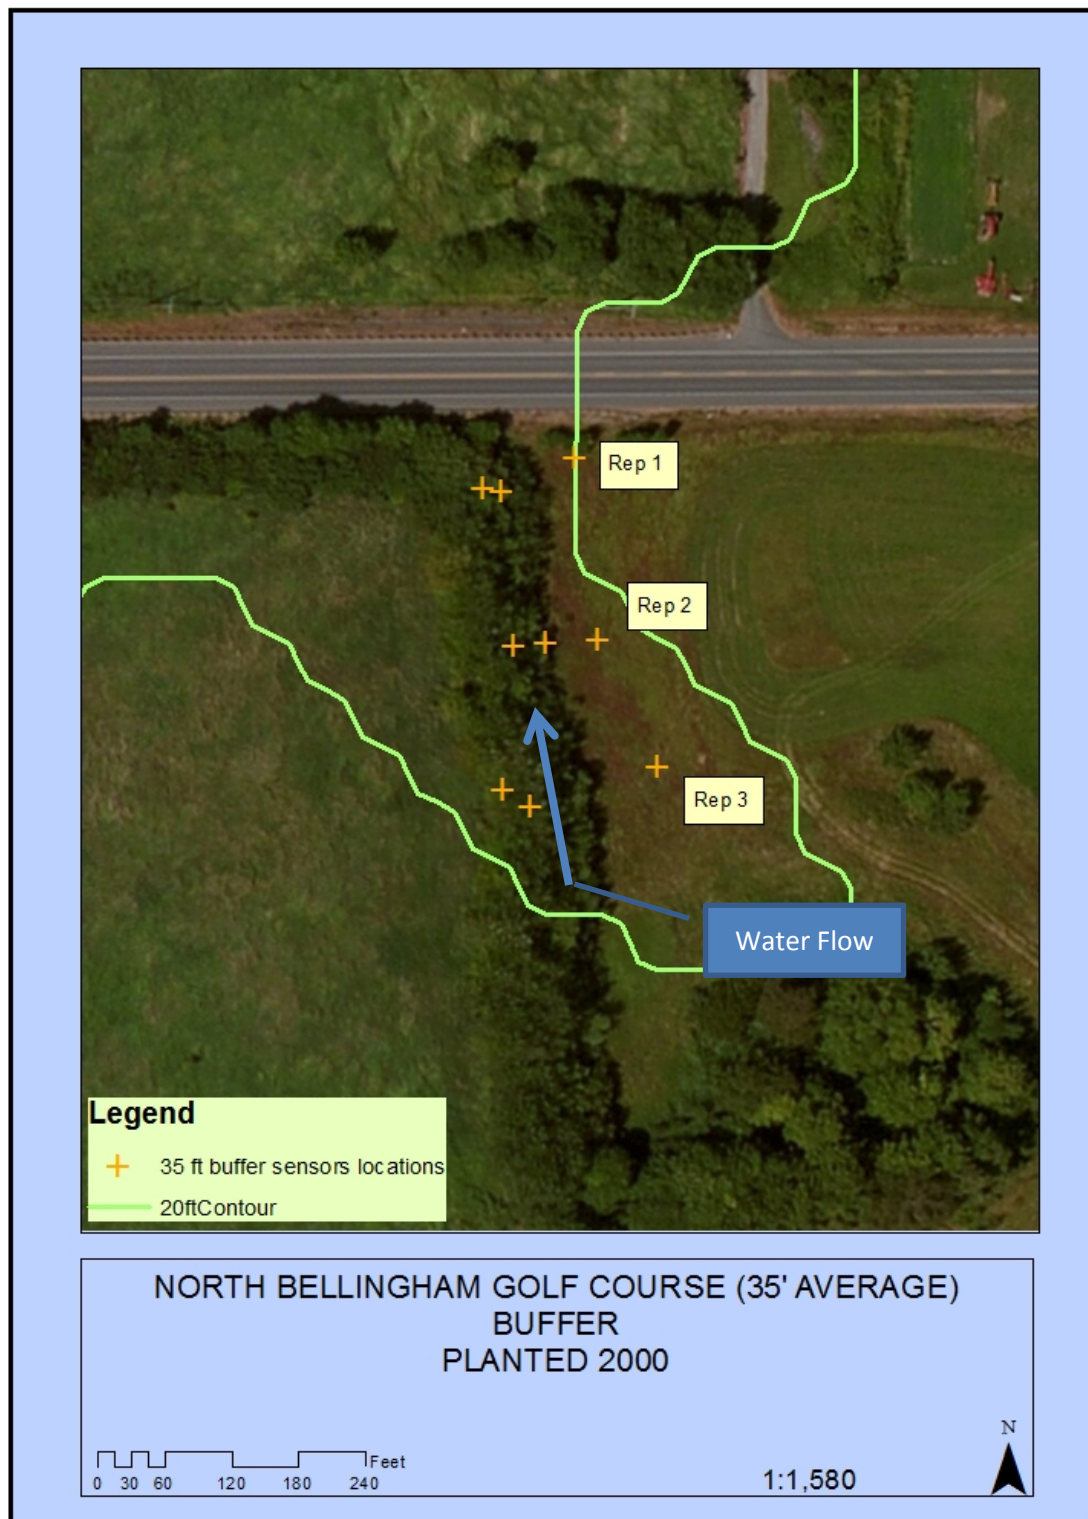 Rep 1
Rep 2
Rep 3
Water Flow
Legend
35 ft buffer sensors locations
20ftContour
NORTH BELLINGHAM GOLF COURSE (35' AVERAGE)
BUFFER
PLANTED 2000
N
Feet
0 30 60 120 180 240
1:1,580